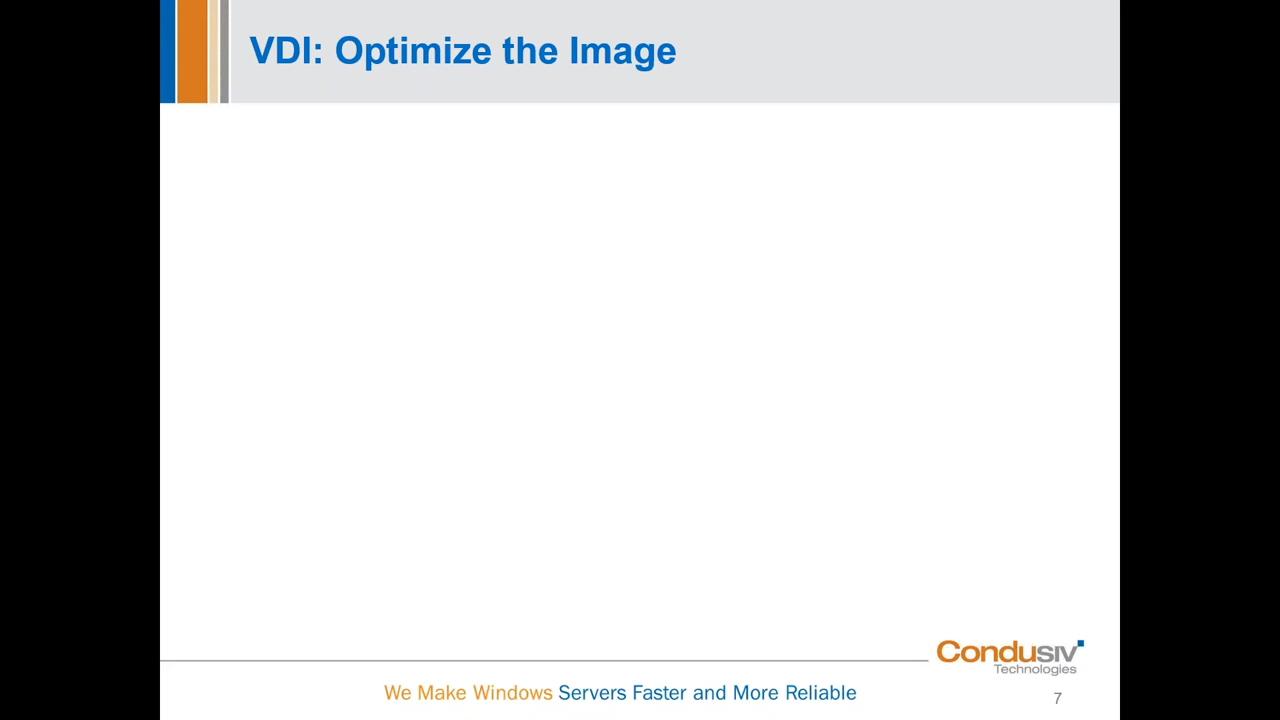 VDI: Optimize the Image
Condusiv
Technologies
We Make Windows Servers Faster and More Reliable
7